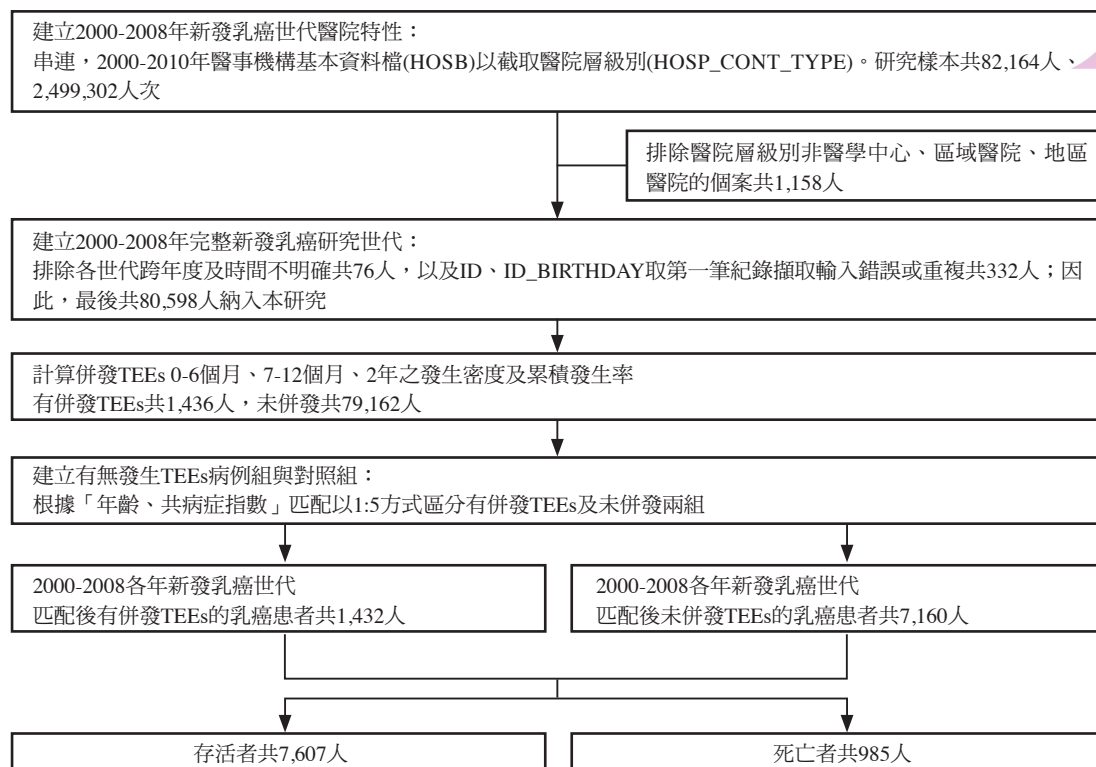 建立2000-2008年新發乳癌世代醫院特性：
串連，2000-2010年醫事機構基本資料檔(HOSB)以截取醫院層級別(HOSP_CONT_TYPE)。研究樣本共82,164人、
2,499,302人次
排除醫院層級別非醫學中心、區域醫院、地區
醫院的個案共1,158人
建立2000-2008年完整新發乳癌研究世代：
排除各世代跨年度及時間不明確共76人，以及ID、ID_BIRTHDAY取第一筆紀錄擷取輸入錯誤或重複共332人；因
此，最後共80,598人納入本研究
計算併發TEEs 0-6個月、7-12個月、2年之發生密度及累積發生率
有併發TEEs共1,436人，未併發共79,162人
建立有無發生TEEs病例組與對照組：
根據「年齡、共病症指數」匹配以1:5方式區分有併發TEEs及未併發兩組
2000-2008各年新發乳癌世代
匹配後有併發TEEs的乳癌患者共1,432人
2000-2008各年新發乳癌世代
匹配後未併發TEEs的乳癌患者共7,160人
存活者共7,607人
死亡者共985人